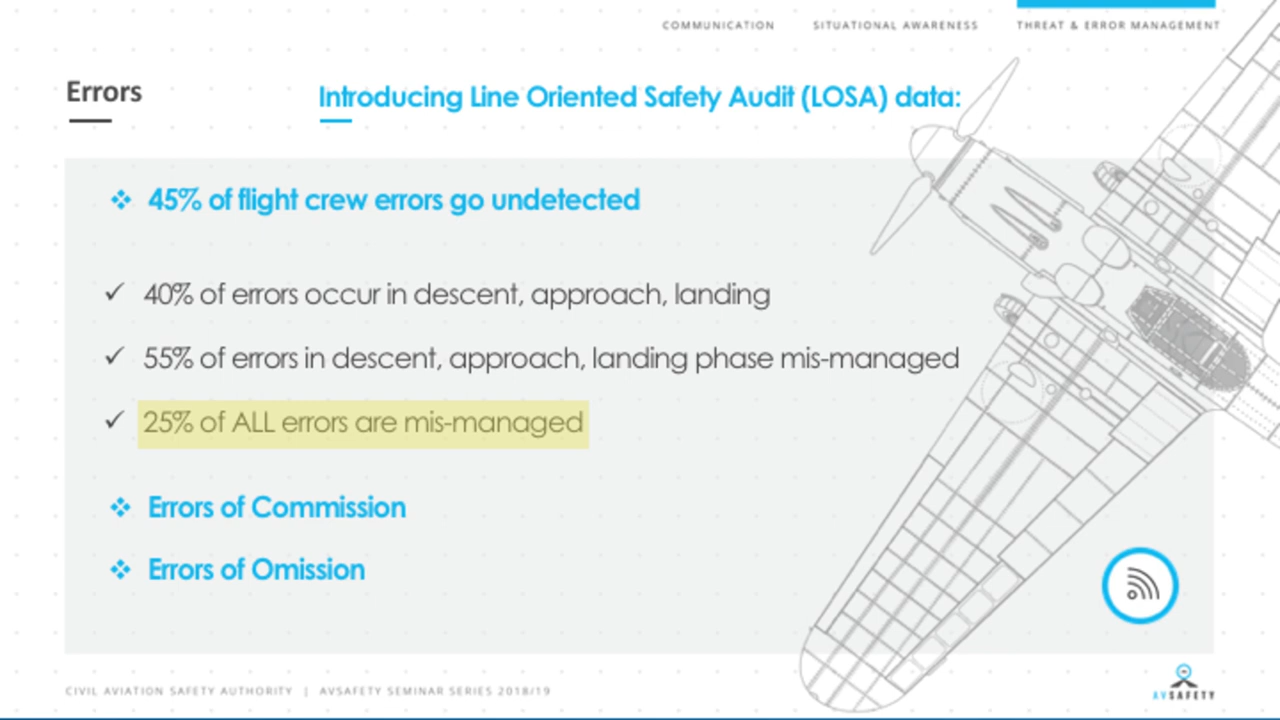 COMMUNICATION SITUATIONAL AWARENESS THREAT & ERROR MANAGEMENT
Errors
Introducing Line Oriented Safety Audit (LOSA) data:
❖ 45% of flight crew errors go undetected
✓ 40% of errors occur in descent, approach, landing
✓ 55% of errors in descent, approach, landing phase mis-managed
✓ 25% of ALL errors are mis-managed
❖ Errors of Commission
❖ Errors of Omission
CIVIL AVIATION SAFETY AUTHORITY | AVSAFETY SEMINAR SERIES 2018/19
AVSAFETY